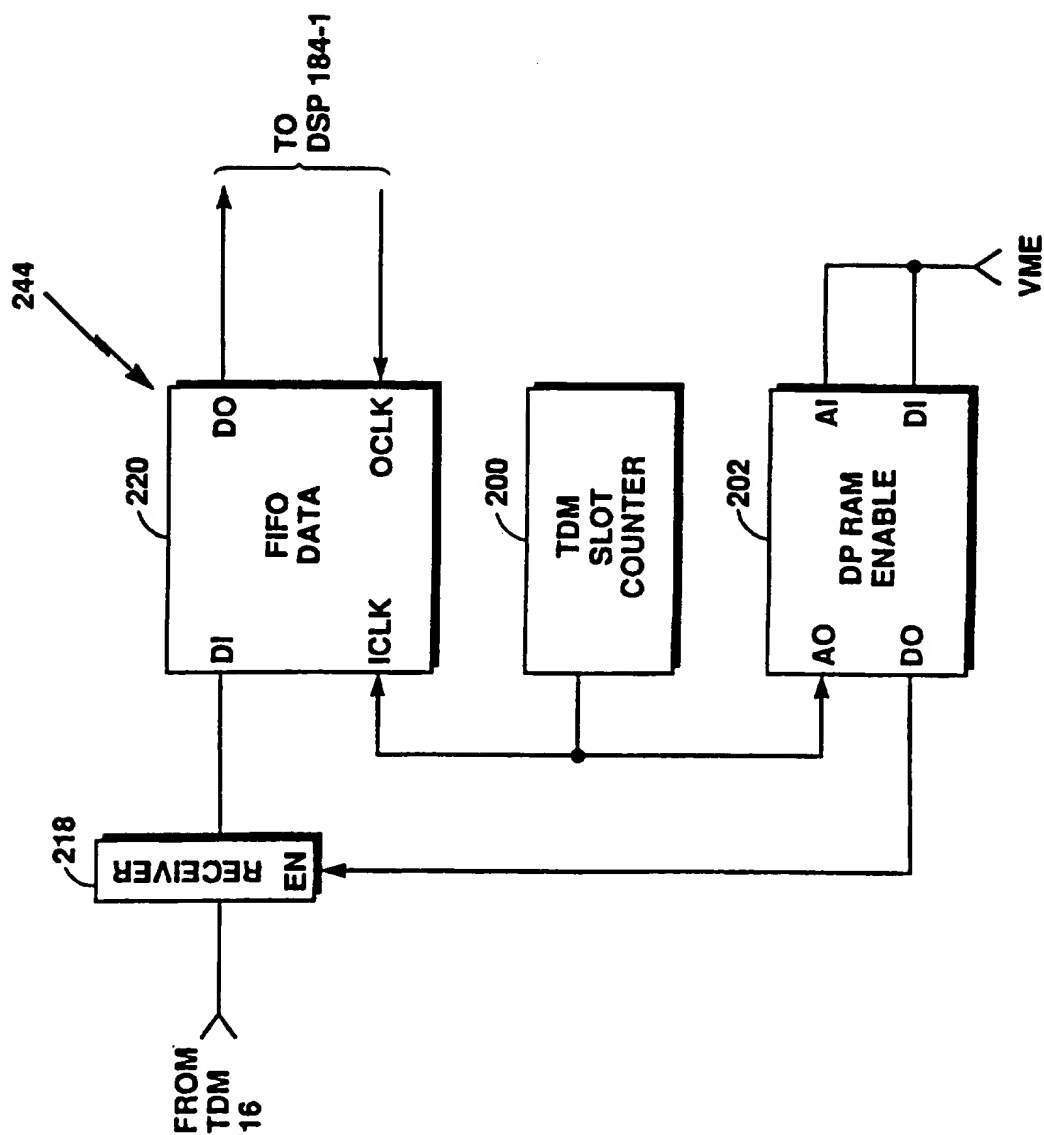 244
FROM
TDM
16
218
RECEIVER
EN
220
DI
DO
FIFO
DATA
ICLK
OCLK
TO
DSP 184-1
200
TDM
SLOT
COUNTER
202
AO
AI
DP RAM
ENABLE
DO
DI
VME